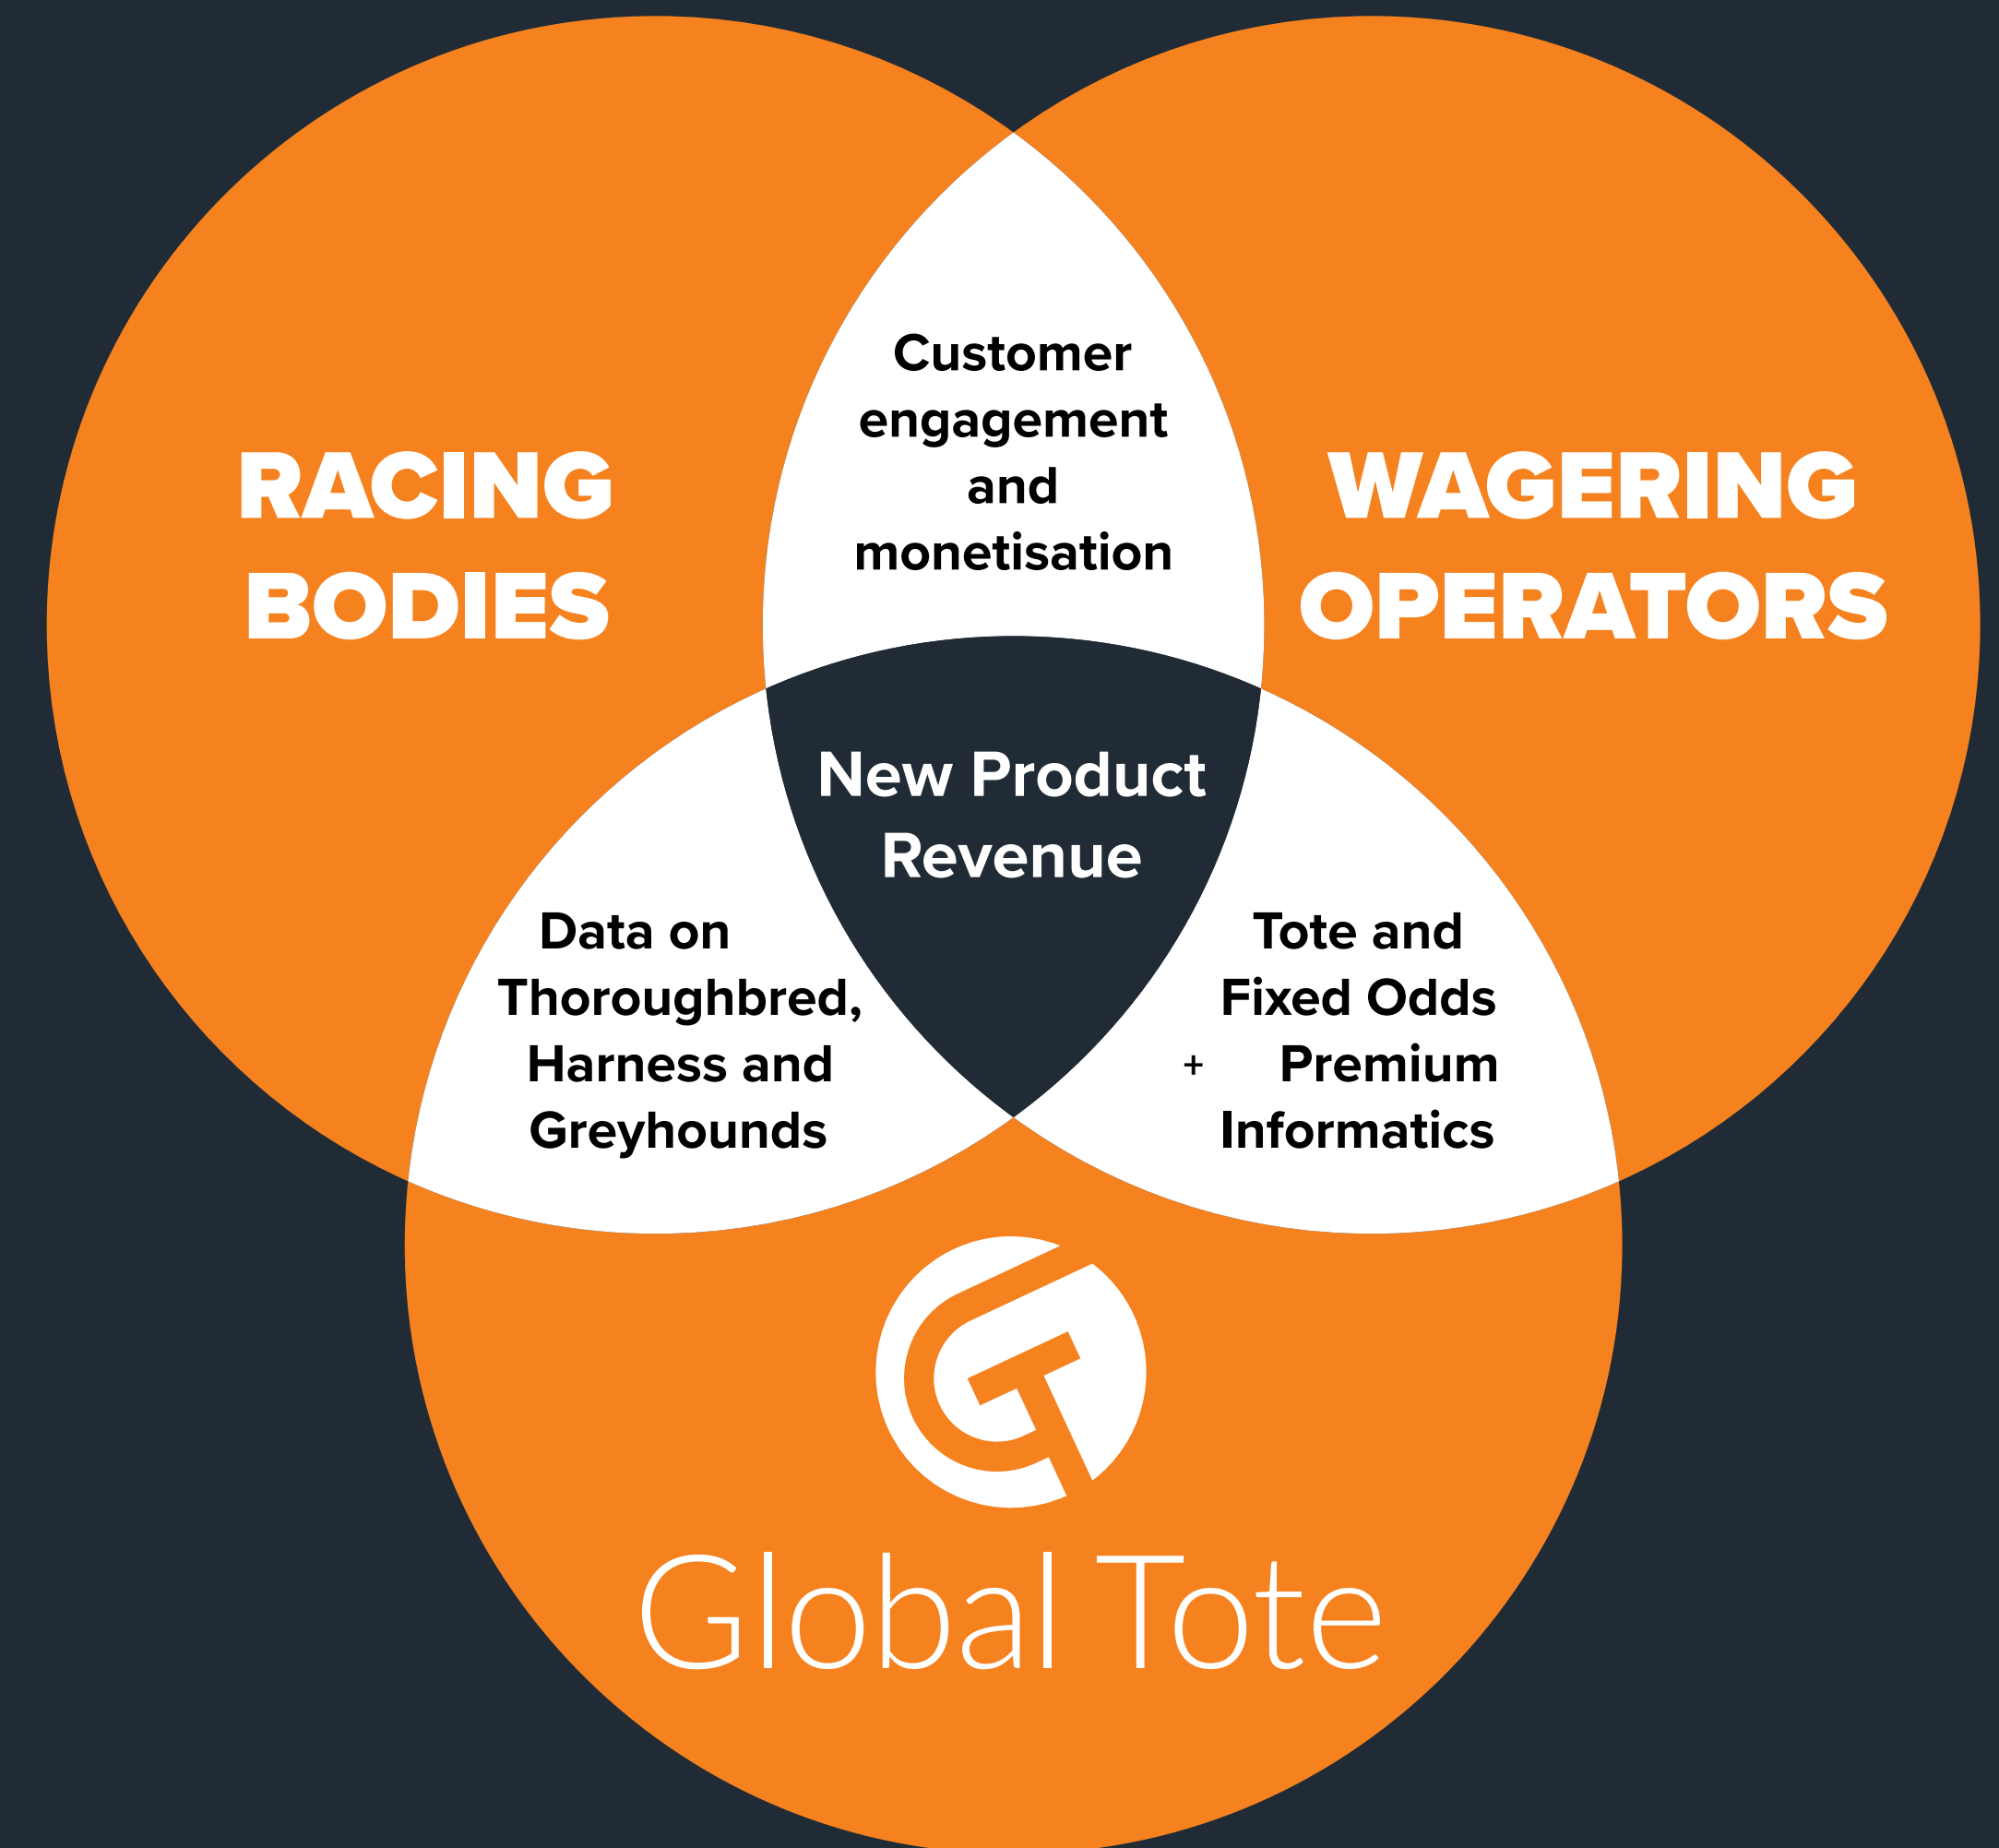 Customer
engagement
and
monetisation
RACING
BODIES
WAGERING
OPERATORS
New Product
Revenue
Data on
Thoroughbred,
Harness and
Greyhounds
Tote and
Fixed Odds
+ Premium
Informatics
GT
Global Tote